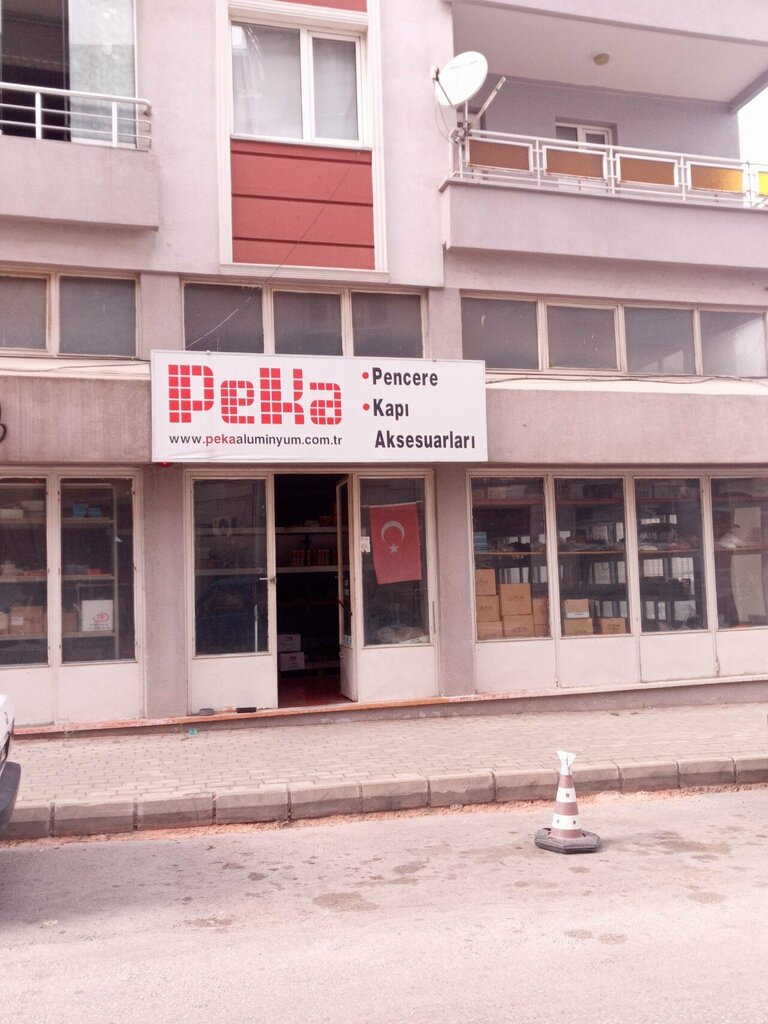 PeKa
www.pekaaluminyum.com.tr
• Pencere
• Kapı
Aksesuarları